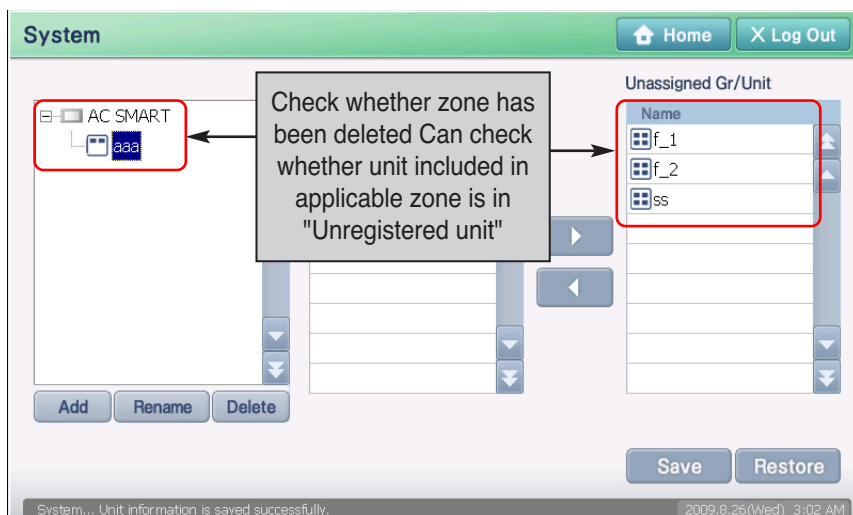 System
Home
X Log Out
Unassigned Gr/Unit
AC SMART
aaa
Check whether zone has
been deleted Can check
whether unit included in
applicable zone is in
"Unregistered unit"
Name
f_1
f_2
ss
Add
Rename
Delete
Save
Restore
System... Unit information is saved successfully.
2009.8.26(Wed) 3:02 AM